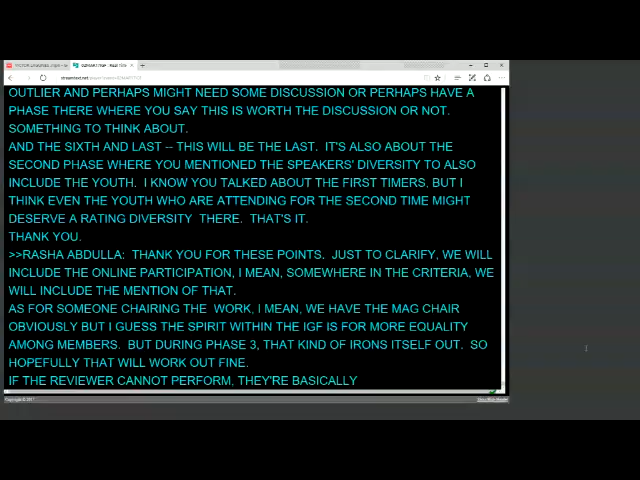 OUTLIER AND PERHAPS MIGHT NEED SOME DISCUSSION OR PERHAPS HAVE A
PHASE THERE WHERE YOU SAY THIS IS WORTH THE DISCUSSION OR NOT.
SOMETHING TO THINK ABOUT.
AND THE SIXTH AND LAST -- THIS WILL BE THE LAST.  IT'S ALSO ABOUT THE
SECOND PHASE WHERE YOU MENTIONED THE SPEAKERS' DIVERSITY TO ALSO
INCLUDE THE YOUTH.  I KNOW YOU TALKED ABOUT THE FIRST TIMERS, BUT I
THINK EVEN THE YOUTH WHO ARE ATTENDING FOR THE SECOND TIME MIGHT
DESERVE A RATING DIVERSITY  THERE.  THAT'S IT.
THANK YOU.
>>RASHA ABDULLA:  THANK YOU FOR THESE POINTS.  JUST TO CLARIFY, WE WILL
INCLUDE THE ONLINE PARTICIPATION, I MEAN, SOMEWHERE IN THE CRITERIA, WE
WILL INCLUDE THE MENTION OF THAT.
AS FOR SOMEONE CHAIRING THE  WORK, I MEAN, WE HAVE THE MAG CHAIR
OBVIOUSLY BUT I GUESS THE SPIRIT WITHIN THE IGF IS FOR MORE EQUALITY
AMONG MEMBERS.  BUT DURING PHASE 3, THAT KIND OF IRONS ITSELF OUT.  SO
HOPEFULLY THAT WILL WORK OUT FINE.
IF THE REVIEWER CANNOT PERFORM, THEY'RE BASICALLY
Copyright © 2017